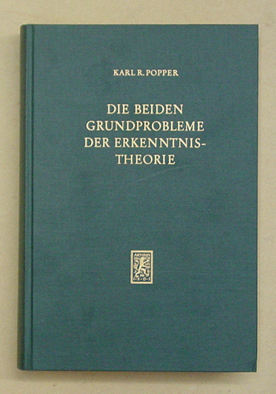 KARL R. POPPER
DIE BEIDEN
GRUNDPROBLEME
DER ERKENNTNIS-
THEORIE